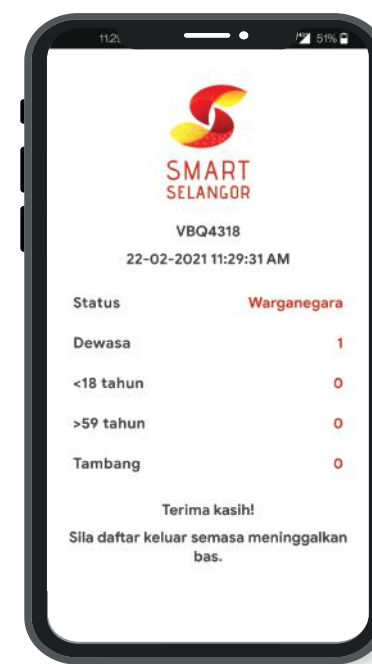 51%
SMART
SELANGOR
VBQ4318
22-02-2021 11:29:31 AM
Status Warganegara
Dewasa 1
<18 tahun 0
>59 tahun 0
Tambang 0
Terima kasih!
Sila daftar keluar semasa meninggalkan
bas.